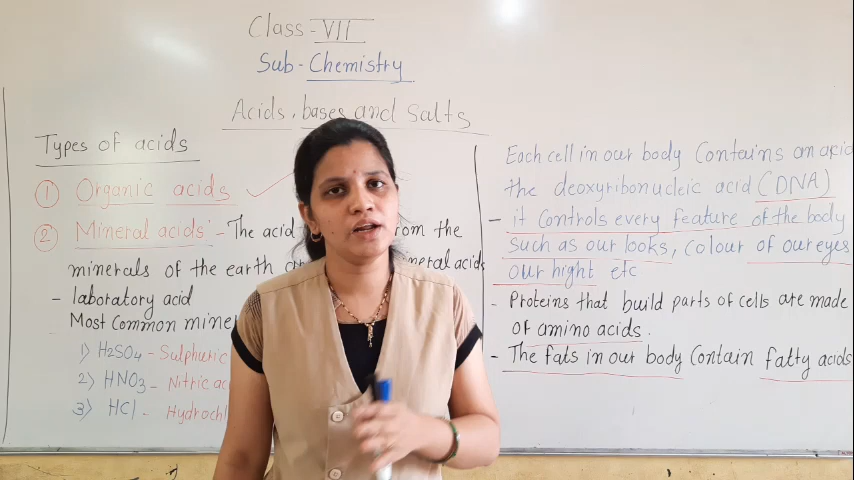 Class - VII
Sub - Chemistry
Acids, bases and Salts
Types of acids
1 Organic acids
2 Mineral acids - The acid from the
minerals of the earth are mineral acids
- laboratory acid
Most Common mine
1) H2SO4 - Sulphuric
2) HNO3 - Nitric ac
3) HCl - Hydrochl
Each cell in our body Contains an acid
the deoxyribonucleic acid (DNA)
- it controls every feature of the body
such as our looks, colour of our eyes
our hight etc
- Proteins that build parts of cells are made
of amino acids.
- The fats in our body Contain fatty acids